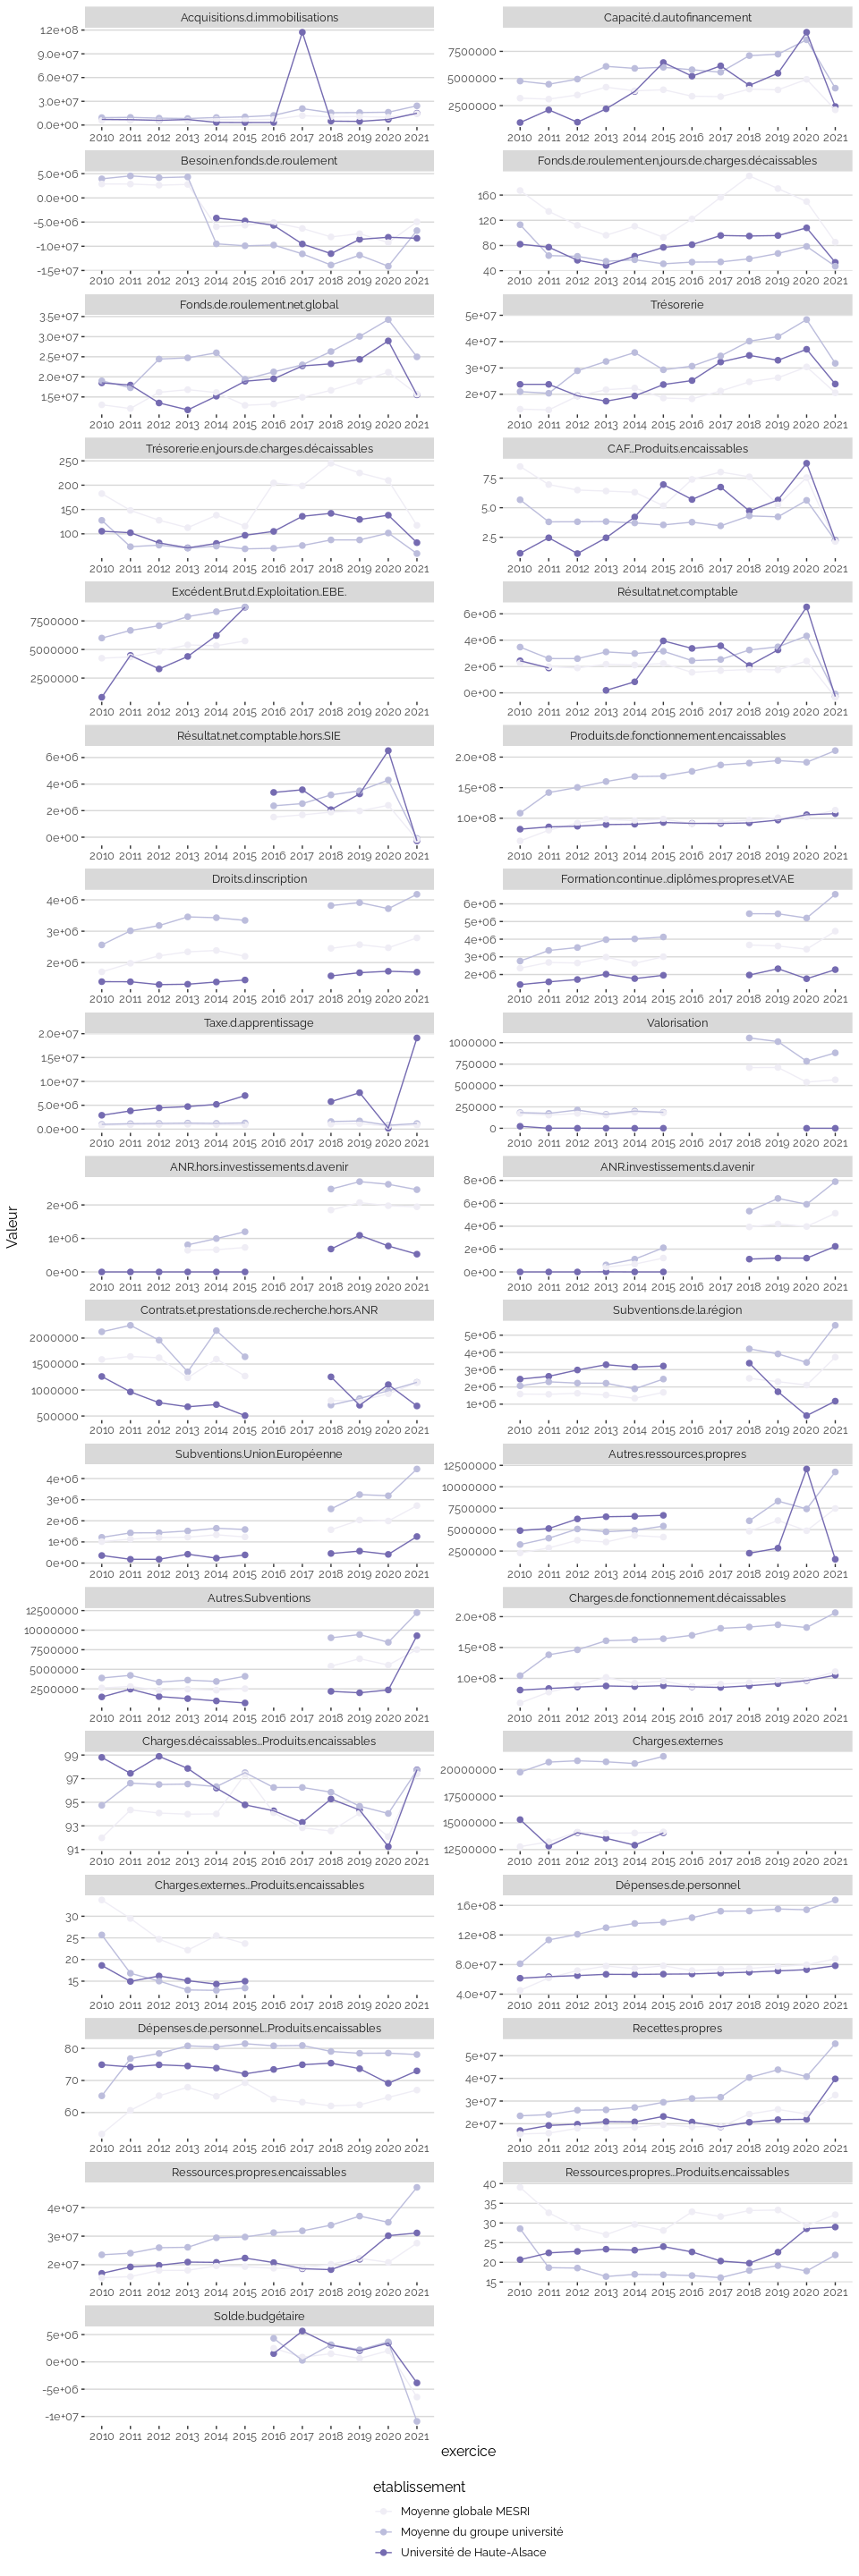 Acquisitions.d.immobilisations
Capacité.d.autofinancement
1.2e+08
9.0e+07
6.0e+07
3.0e+07
0.0e+00
7500000
5000000
2500000
2010 2011 2012 2013 2014 2015 2016 2017 2018 2019 2020 2021
2010 2011 2012 2013 2014 2015 2016 2017 2018 2019 2020 2021
Besoin.en.fonds.de.roulement
Fonds.de.roulement.en.jours.de.charges.décaissables
5.0e+06
0.0e+00
-5.0e+06
-1.0e+07
-1.5e+07
160
120
80
40
2010 2011 2012 2013 2014 2015 2016 2017 2018 2019 2020 2021
2010 2011 2012 2013 2014 2015 2016 2017 2018 2019 2020 2021
Fonds.de.roulement.net.global
Trésorerie
3.5e+07
3.0e+07
2.5e+07
2.0e+07
1.5e+07
5e+07
4e+07
3e+07
2e+07
2010 2011 2012 2013 2014 2015 2016 2017 2018 2019 2020 2021
2010 2011 2012 2013 2014 2015 2016 2017 2018 2019 2020 2021
Trésorerie.en.jours.de.charges.décaissables
CAF...Produits.encaissables
250
200
150
100
7.5
5.0
2.5
2010 2011 2012 2013 2014 2015 2016 2017 2018 2019 2020 2021
2010 2011 2012 2013 2014 2015 2016 2017 2018 2019 2020 2021
Excédent.Brut.d.Exploitation..EBE.
Résultat.net.comptable
7500000
5000000
2500000
6e+06
4e+06
2e+06
0e+00
2010 2011 2012 2013 2014 2015 2016 2017 2018 2019 2020 2021
2010 2011 2012 2013 2014 2015 2016 2017 2018 2019 2020 2021
Résultat.net.comptable.hors.SIE
Produits.de.fonctionnement.encaissables
6e+06
4e+06
2e+06
0e+00
2.0e+08
1.5e+08
1.0e+08
2010 2011 2012 2013 2014 2015 2016 2017 2018 2019 2020 2021
2010 2011 2012 2013 2014 2015 2016 2017 2018 2019 2020 2021
Droits.d.inscription
Formation.continue..diplômes.propres.et.VAE
4e+06
3e+06
2e+06
6e+06
5e+06
4e+06
3e+06
2e+06
2010 2011 2012 2013 2014 2015 2016 2017 2018 2019 2020 2021
2010 2011 2012 2013 2014 2015 2016 2017 2018 2019 2020 2021
Taxe.d.apprentissage
Valorisation
2.0e+07
1.5e+07
1.0e+07
5.0e+06
0.0e+00
1000000
750000
500000
250000
0
2010 2011 2012 2013 2014 2015 2016 2017 2018 2019 2020 2021
2010 2011 2012 2013 2014 2015 2016 2017 2018 2019 2020 2021
ANR.hors.investissements.d.avenir
ANR.investissements.d.avenir
2e+06
1e+06
0e+00
8e+06
6e+06
4e+06
2e+06
0e+00
2010 2011 2012 2013 2014 2015 2016 2017 2018 2019 2020 2021
2010 2011 2012 2013 2014 2015 2016 2017 2018 2019 2020 2021
Valeur
Contrats.et.prestations.de.recherche.hors.ANR
Subventions.de.la.région
2000000
1500000
1000000
500000
5e+06
4e+06
3e+06
2e+06
1e+06
2010 2011 2012 2013 2014 2015 2016 2017 2018 2019 2020 2021
2010 2011 2012 2013 2014 2015 2016 2017 2018 2019 2020 2021
Subventions.Union.Européenne
Autres.ressources.propres
4e+06
3e+06
2e+06
1e+06
0e+00
12500000
10000000
7500000
5000000
2500000
2010 2011 2012 2013 2014 2015 2016 2017 2018 2019 2020 2021
2010 2011 2012 2013 2014 2015 2016 2017 2018 2019 2020 2021
Autres.Subventions
Charges.de.fonctionnement.décaissables
12500000
10000000
7500000
5000000
2500000
2.0e+08
1.5e+08
1.0e+08
2010 2011 2012 2013 2014 2015 2016 2017 2018 2019 2020 2021
2010 2011 2012 2013 2014 2015 2016 2017 2018 2019 2020 2021
Charges.décaissables...Produits.encaissables
Charges.externes
99
97
95
93
91
20000000
17500000
15000000
12500000
2010 2011 2012 2013 2014 2015 2016 2017 2018 2019 2020 2021
2010 2011 2012 2013 2014 2015 2016 2017 2018 2019 2020 2021
Charges.externes...Produits.encaissables
Dépenses.de.personnel
30
25
20
15
1.6e+08
1.2e+08
8.0e+07
4.0e+07
2010 2011 2012 2013 2014 2015 2016 2017 2018 2019 2020 2021
2010 2011 2012 2013 2014 2015 2016 2017 2018 2019 2020 2021
Dépenses.de.personnel...Produits.encaissables
Recettes.propres
80
70
60
5e+07
4e+07
3e+07
2e+07
2010 2011 2012 2013 2014 2015 2016 2017 2018 2019 2020 2021
2010 2011 2012 2013 2014 2015 2016 2017 2018 2019 2020 2021
Ressources.propres.encaissables
Ressources.propres...Produits.encaissables
4e+07
3e+07
2e+07
40
35
30
25
20
15
2010 2011 2012 2013 2014 2015 2016 2017 2018 2019 2020 2021
2010 2011 2012 2013 2014 2015 2016 2017 2018 2019 2020 2021
Solde.budgétaire
5e+06
0e+00
-5e+06
-1e+07
2010 2011 2012 2013 2014 2015 2016 2017 2018 2019 2020 2021
exercice
etablissement
Moyenne globale MESRI
Moyenne du groupe université
Université de Haute-Alsace